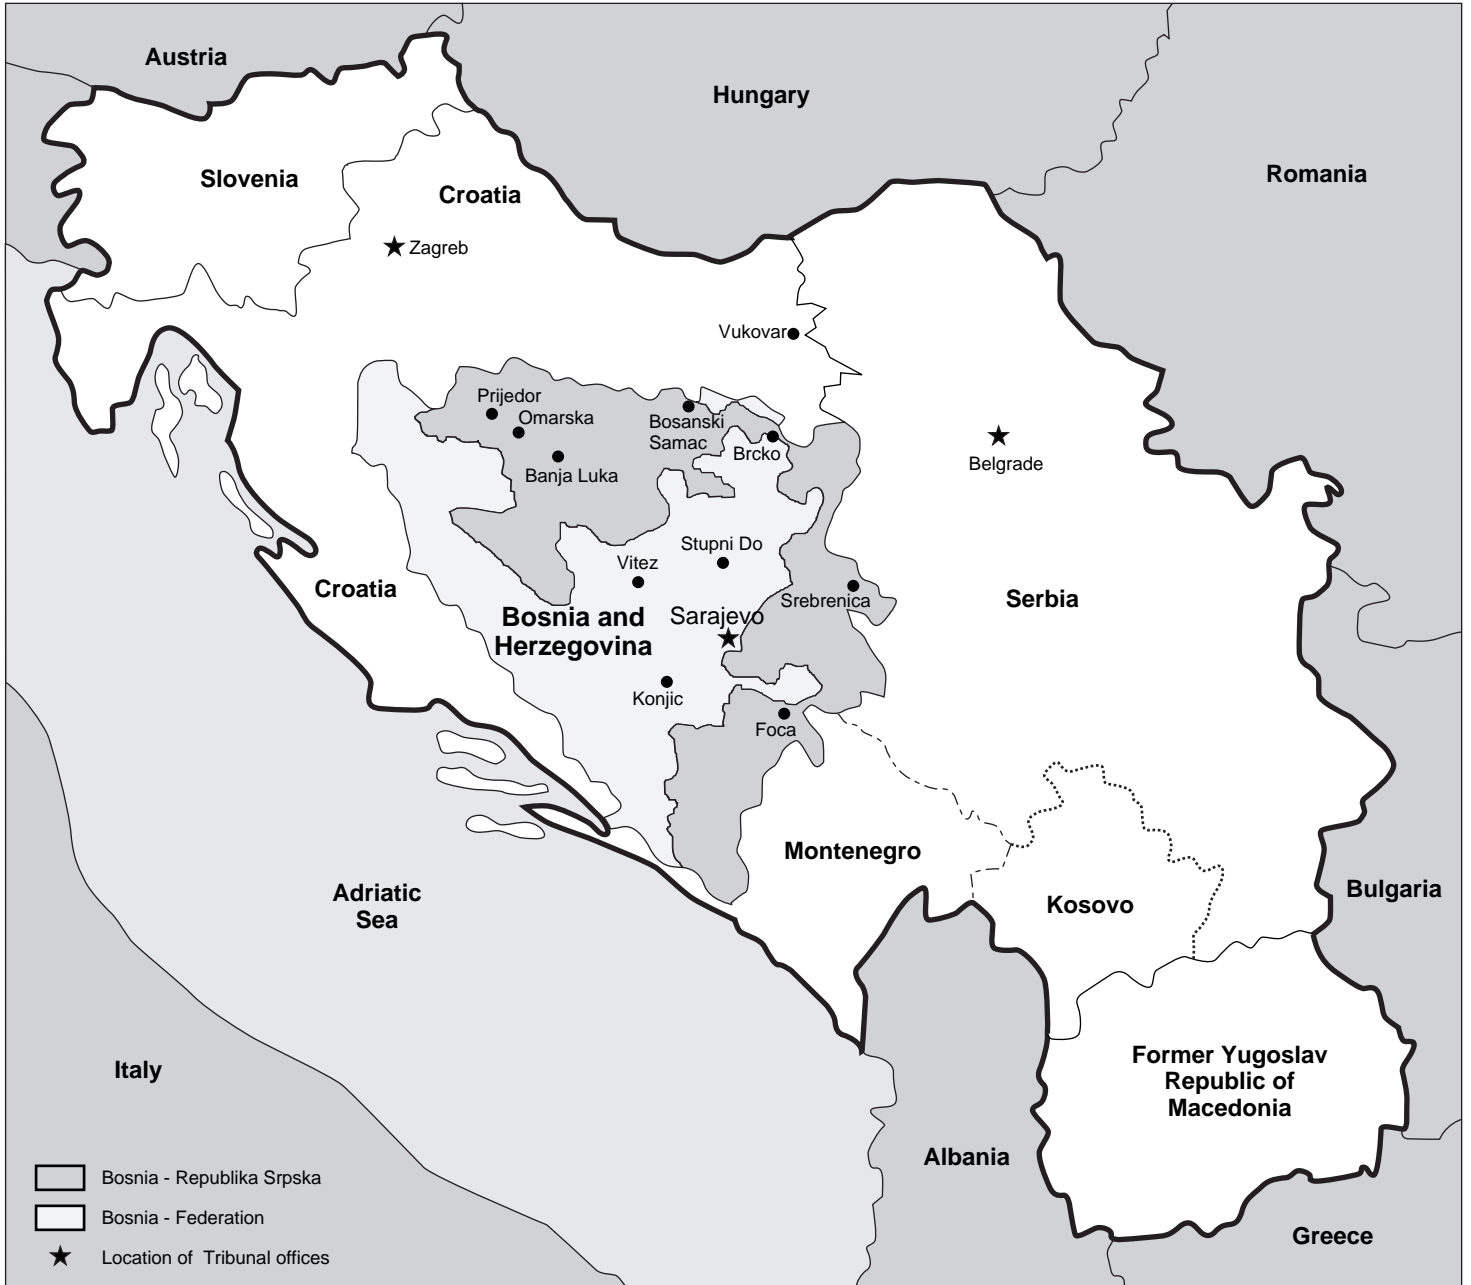 Austria
Hungary
Romania
Slovenia
Croatia
Zagreb
Vukovar
Prijedor
Omarska
Bosanski
Samac
Brcko
Banja Luka
Belgrade
Stupni Do
Vitez
Croatia
Srebrenica
Serbia
Bosnia and
Herzegovina
Sarajevo
Konjic
Foca
Montenegro
Adriatic
Sea
Kosovo
Bulgaria
Italy
Former Yugoslav
Republic of
Macedonia
Albania
Greece
Bosnia - Republika Srpska
Bosnia - Federation
Location of Tribunal offices